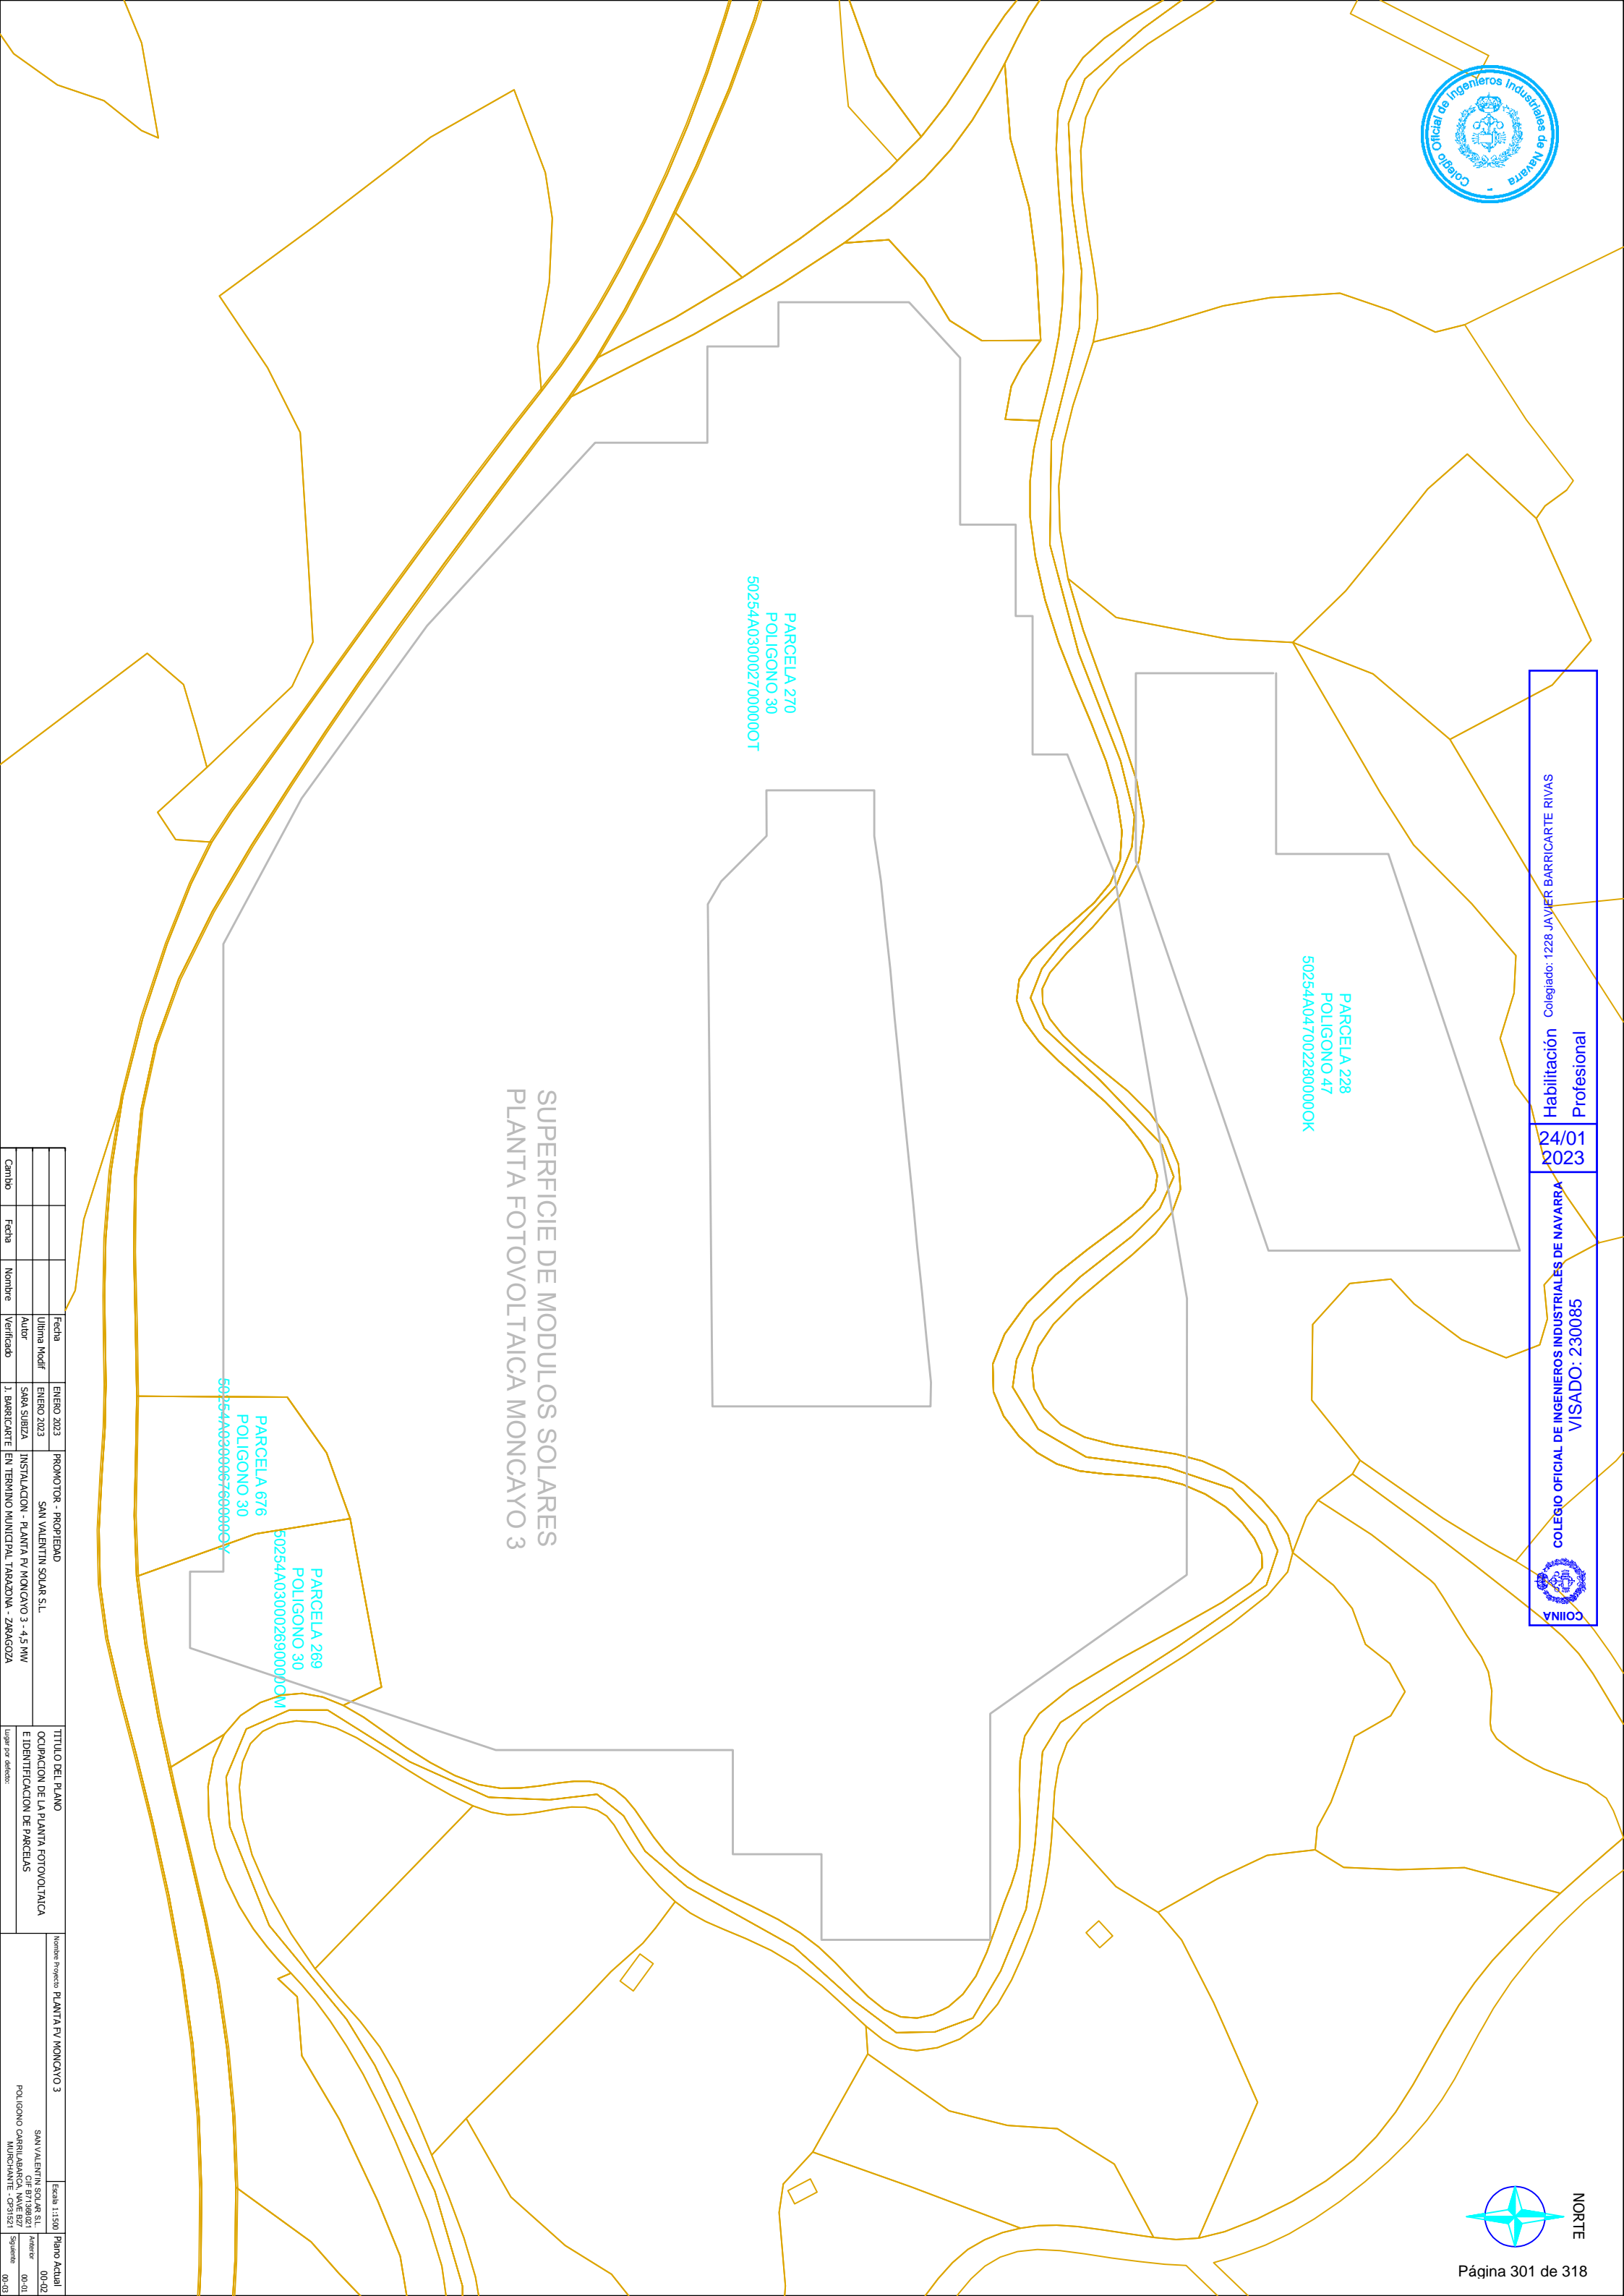 Colegio Oficial de Ingenieros Industriales de Navarra
PARCELA 270
POLIGONO 30
50254A030002700000OT
PARCELA 228
POLIGONO 47
50254A047002280000OK
SUPERFICIE DE MODULOS SOLARES
PLANTA FOTOVOLTAICA MONCAYO 3
PARCELA 676
POLIGONO 30
50254A030006760000OY
PARCELA 269
POLIGONO 30
50254A030002690000OM
Habilitación Colegiado: 1228 JAVIER BARRICARTE RIVAS
Profesional
24/01
2023
COLEGIO OFICIAL DE INGENIEROS INDUSTRIALES DE NAVARRA
VISADO: 230085
COIINA
NORTE
Página 301 de 318
Cambio Fecha Nombre
Fecha ENERO 2023
Ultima Modif ENERO 2023
Autor SARA SUBIZA
Verificado J. BARRICARTE
PROMOTOR - PROPIEDAD
SAN VALENTIN SOLAR S.L.
INSTALACION - PLANTA FV MONCAYO 3 - 4,5 MW
EN TERMINO MUNICIPAL TARAZONA - ZARAGOZA
TITULO DEL PLANO
OCUPACION DE LA PLANTA FOTOVOLTAICA
E IDENTIFICACION DE PARCELAS
Lugar por defecto:
Nombre Proyecto PLANTA FV MONCAYO 3
SAN VALENTIN SOLAR S.L.
CIF B71398021
POLIGONO CARRILABARCA, NAVE B27
MURCHANTE - CP31521
Escala 1:1500
Plano Actual
00-02
Anterior 00-01
Siguiente 00-03